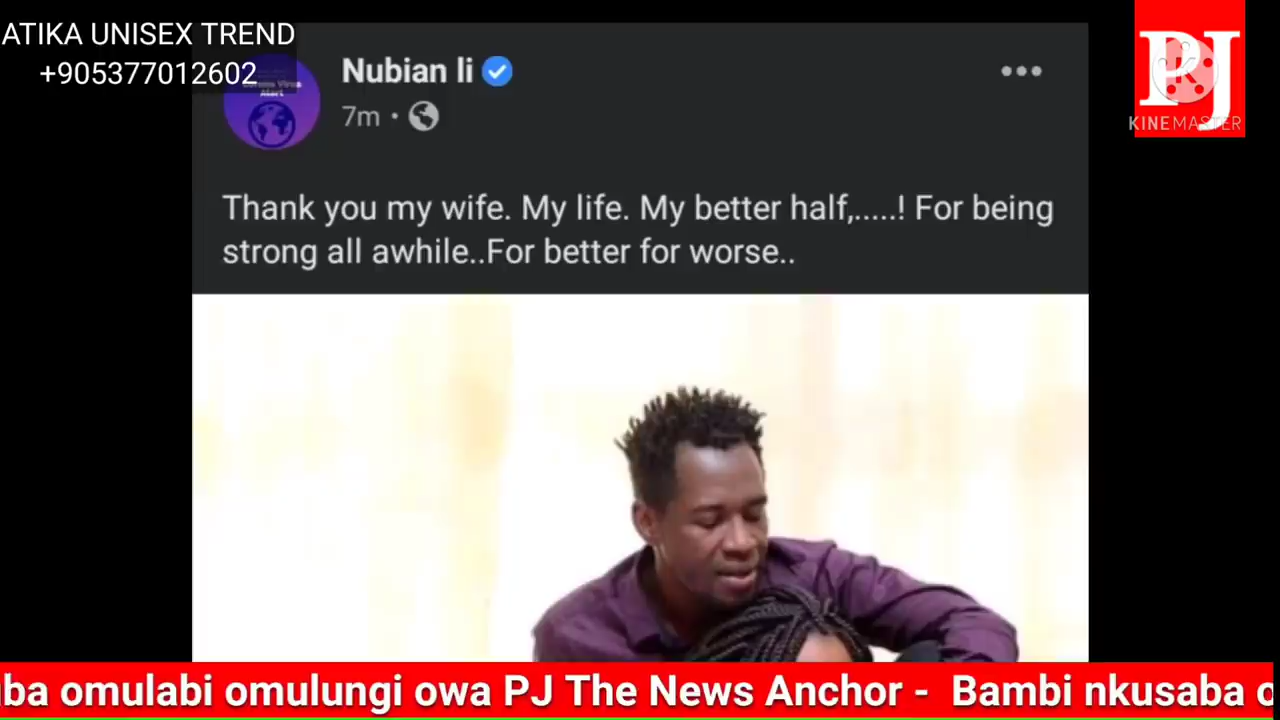 ATIKA UNISEX TREND
+905377012602
Nubian li
7m ·
Thank you my wife. My life. My better half,.....! For being
strong all awhile..For better for worse..
PJ
KINEMASTER
omulabi omulungi owa PJ The News Anchor - Bambi nkusaba